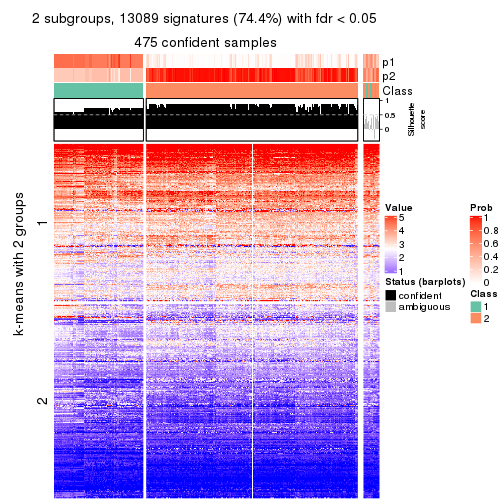 2 subgroups, 13089 signatures (74.4%) with fdr < 0.05
475 confident samples
p1
p2
Class
1
0.5
0
Silhouette
score
k-means with 2 groups
1
2
Value
5
4
3
2
1
Status (barplots)
confident
ambiguous
Prob
1
0.8
0.6
0.4
0.2
0
Class
1
2